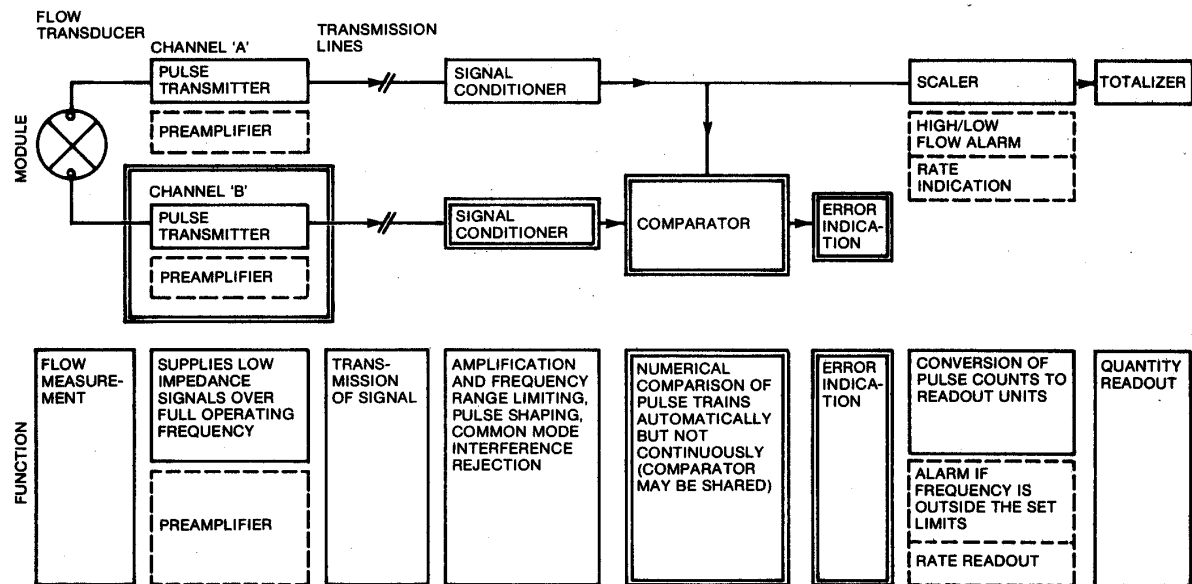 FLOW
TRANSDUCER
CHANNEL 'A'
TRANSMISSION
LINES
PULSE
TRANSMITTER
SIGNAL
CONDITIONER
SCALER
TOTALIZER
PREAMPLIFIER
HIGH/LOW
FLOW ALARM
RATE
INDICATION
MODULE
CHANNEL 'B'
PULSE
TRANSMITTER
PREAMPLIFIER
SIGNAL
CONDITIONER
COMPARATOR
ERROR
INDICA-
TION
FUNCTION
FLOW
MEASURE-
MENT
SUPPLIES LOW
IMPEDANCE
SIGNALS OVER
FULL OPERATING
FREQUENCY
PREAMPLIFIER
TRANS-
MISSION
OF SIGNAL
AMPLIFICATION
AND FREQUENCY
RANGE LIMITING,
PULSE SHAPING,
COMMON MODE
INTERFERENCE
REJECTION
NUMERICAL
COMPARISON OF
PULSE TRAINS
AUTOMATICALLY
BUT NOT
CONTINUOUSLY
(COMPARATOR
MAY BE SHARED)
ERROR
INDICA-
TION
CONVERSION OF
PULSE COUNTS TO
READOUT UNITS
ALARM IF
FREQUENCY IS
OUTSIDE THE SET
LIMITS
RATE READOUT
QUANTITY
READOUT